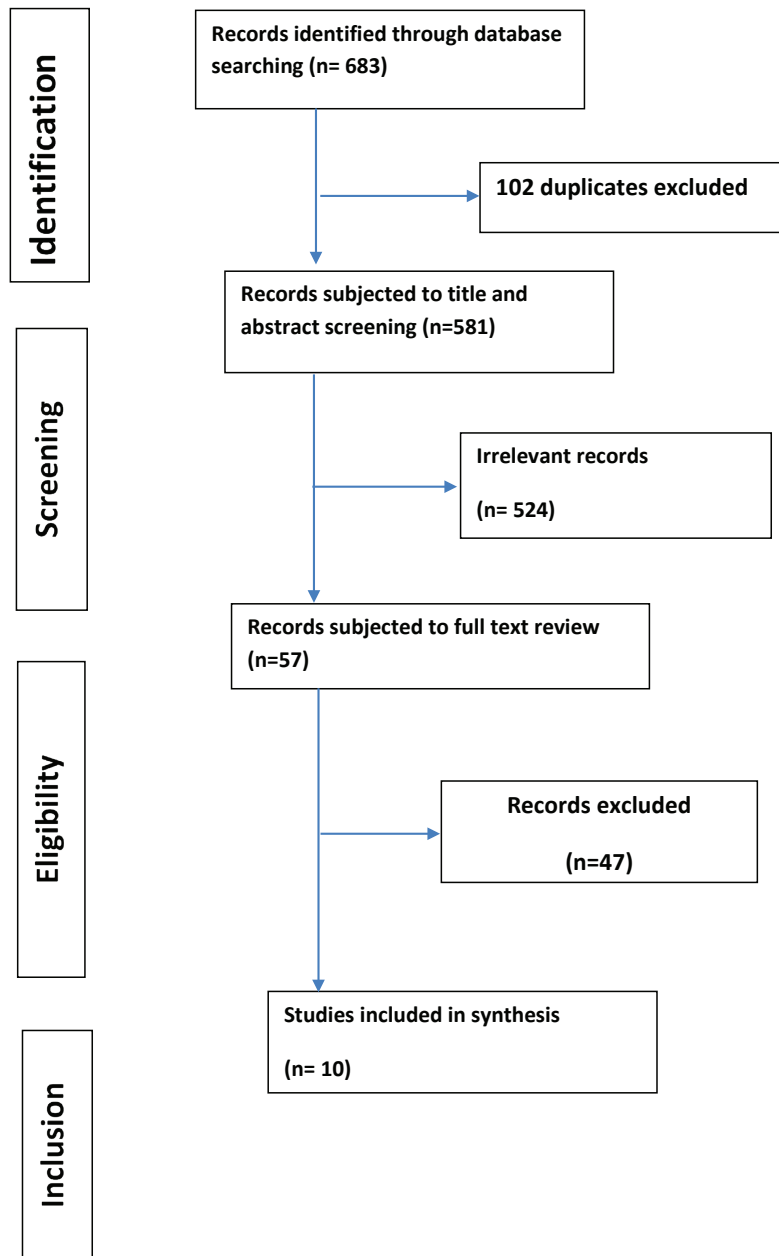 Identification
Records identified through database
searching (n= 683)
102 duplicates excluded
Records subjected to title and
abstract screening (n=581)
Screening
Irrelevant records
(n= 524)
Records subjected to full text review
(n=57)
Eligibility
Records excluded
(n=47)
Studies included in synthesis
(n= 10)
Inclusion